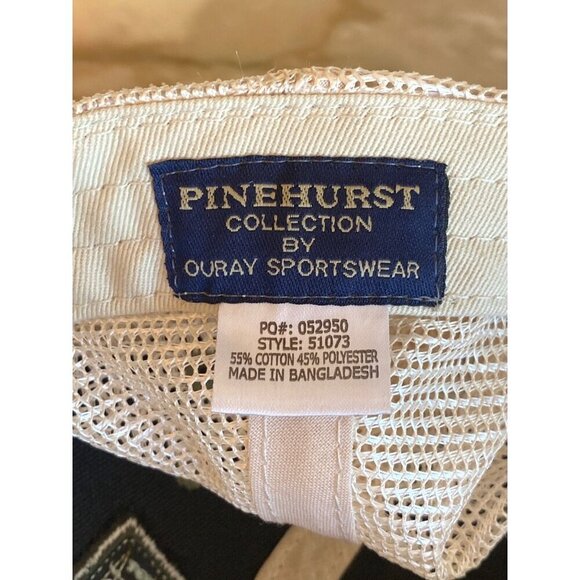 PINEHURST
COLLECTION
BY
OURAY SPORTSWEAR
PO#: 052950
STYLE: 51073
55% COTTON 45% POLYESTER
MADE IN BANGLADESH